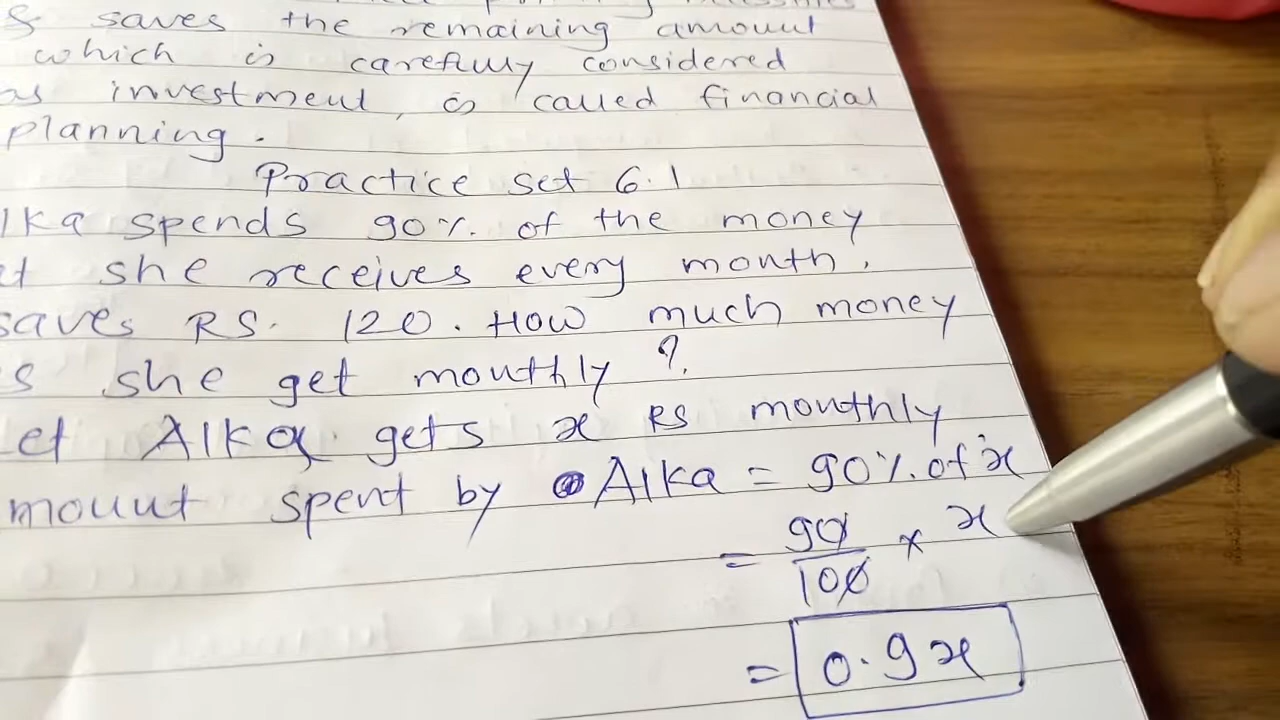 & saves the remaining amount
which is carefully considered
as investment, is called financial
planning.
Practice set 6.1
lka spends 90% of the money
t she receives every month,
saves RS. 120. How much money
s she get monthly ?
et Alka gets x RS monthly
mount spent by Alka = 90% of x
= 90/100 × x
= 0.9x